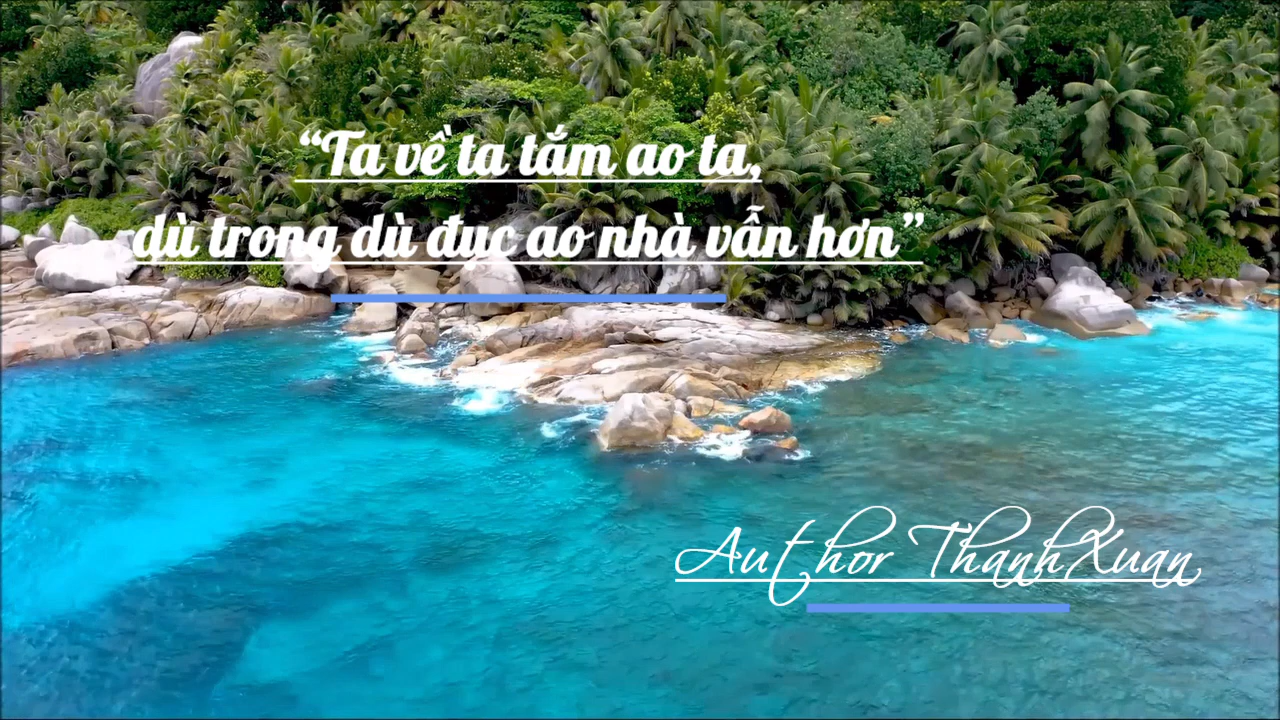 “Ta về ta tắm ao ta,
dù trong dù đục ao nhà vẫn hơn”
Author ThanhXuan